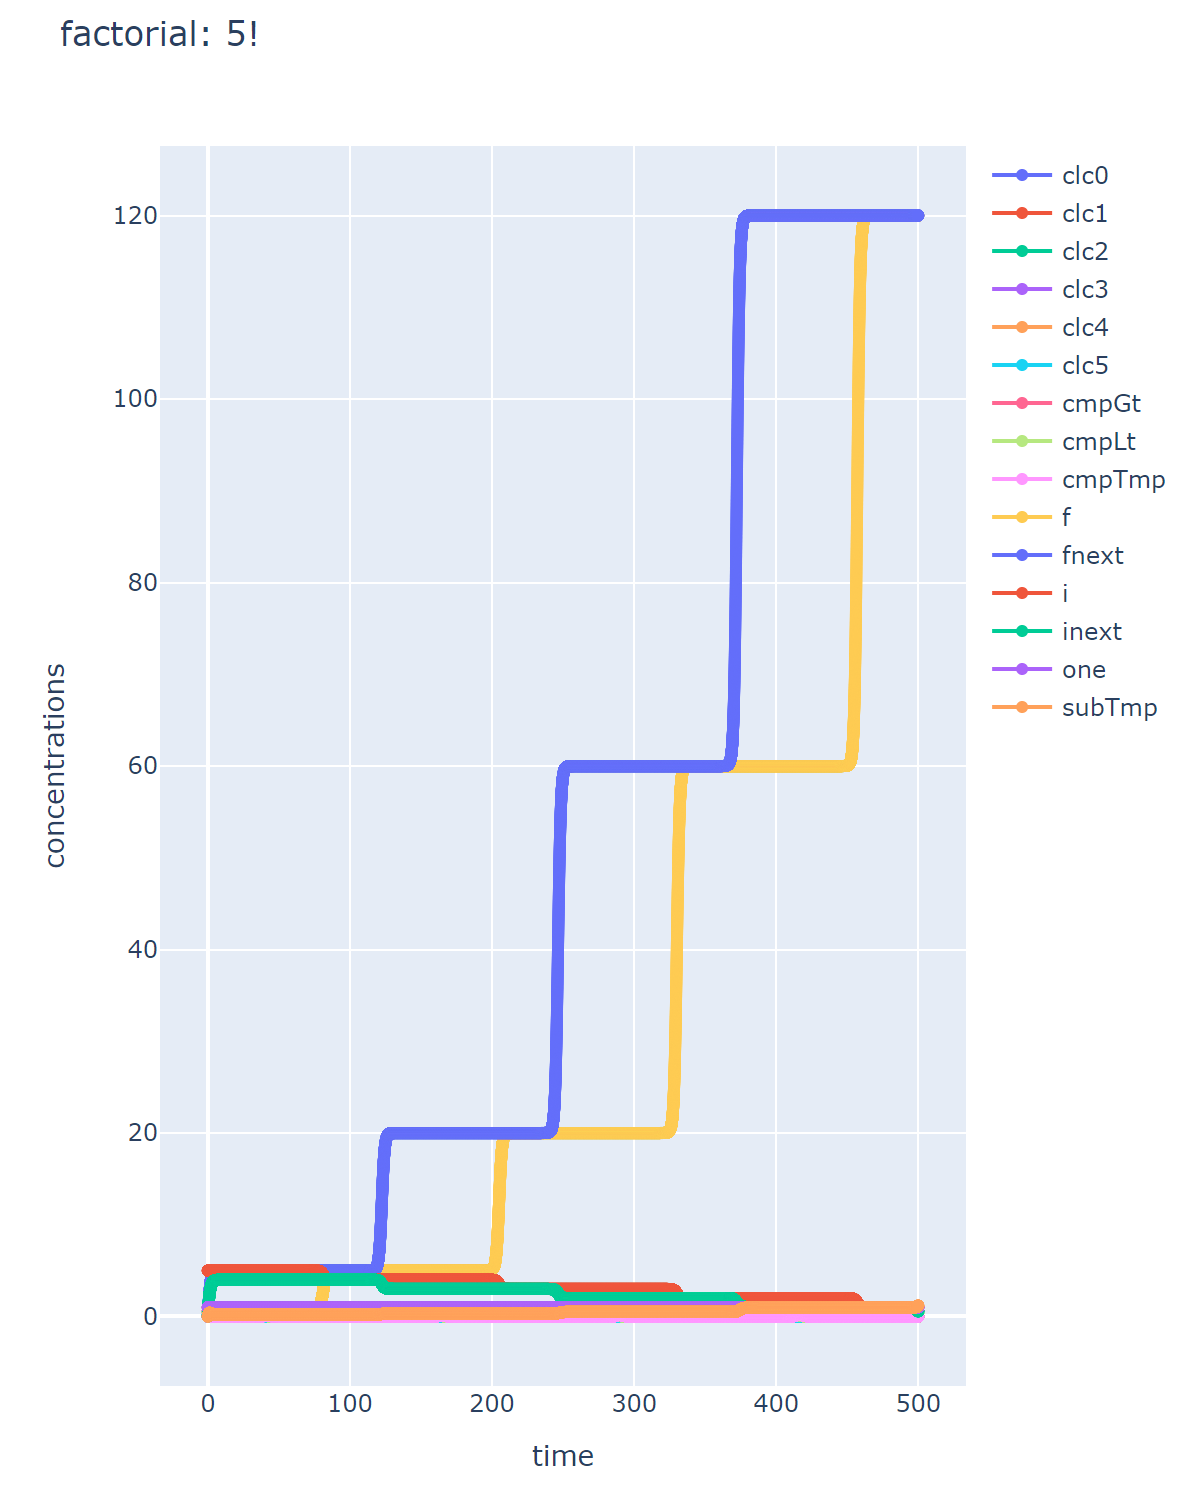 factorial: 5!
120
100
80
60
40
20
0
concentrations
0 100 200 300 400 500
time
clc0
clc1
clc2
clc3
clc4
clc5
cmpGt
cmpLt
cmpTmp
f
fnext
i
inext
one
subTmp